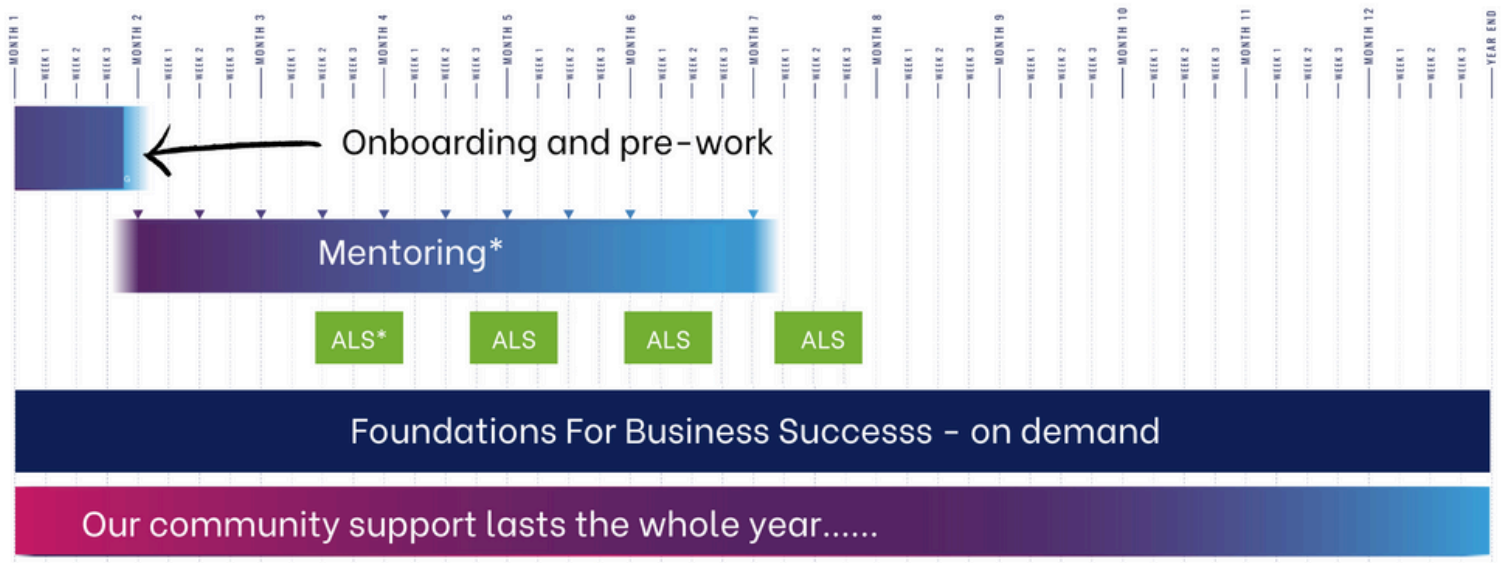 MONTH 1
WEEK 1
WEEK 2
WEEK 3
MONTH 2
WEEK 1
WEEK 2
WEEK 3
MONTH 3
WEEK 1
WEEK 2
WEEK 3
MONTH 4
WEEK 1
WEEK 2
WEEK 3
MONTH 5
WEEK 1
WEEK 2
WEEK 3
MONTH 6
WEEK 1
WEEK 2
WEEK 3
MONTH 7
WEEK 1
WEEK 2
WEEK 3
MONTH 8
WEEK 1
WEEK 2
WEEK 3
MONTH 9
WEEK 1
WEEK 2
WEEK 3
MONTH 10
WEEK 1
WEEK 2
WEEK 3
MONTH 11
WEEK 1
WEEK 2
WEEK 3
MONTH 12
WEEK 1
WEEK 2
WEEK 3
YEAR END
Onboarding and pre-work
G
Mentoring*
ALS*
ALS
ALS
ALS
Foundations For Business Successs - on demand
Our community support lasts the whole year......